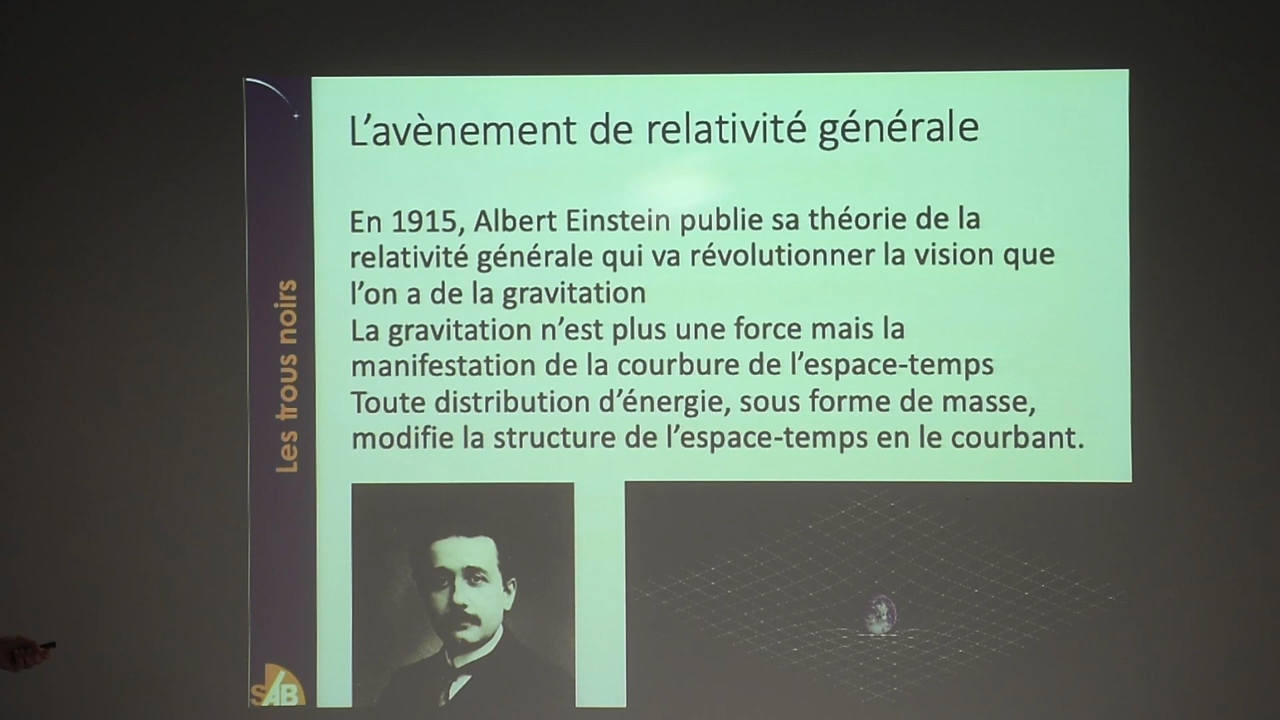 L'avènement de relativité générale
En 1915, Albert Einstein publie sa théorie de la
relativité générale qui va révolutionner la vision que
l'on a de la gravitation
La gravitation n'est plus une force mais la
manifestation de la courbure de l'espace-temps
Toute distribution d'énergie, sous forme de masse,
modifie la structure de l'espace-temps en le courbant.
Les trous noirs
SAB